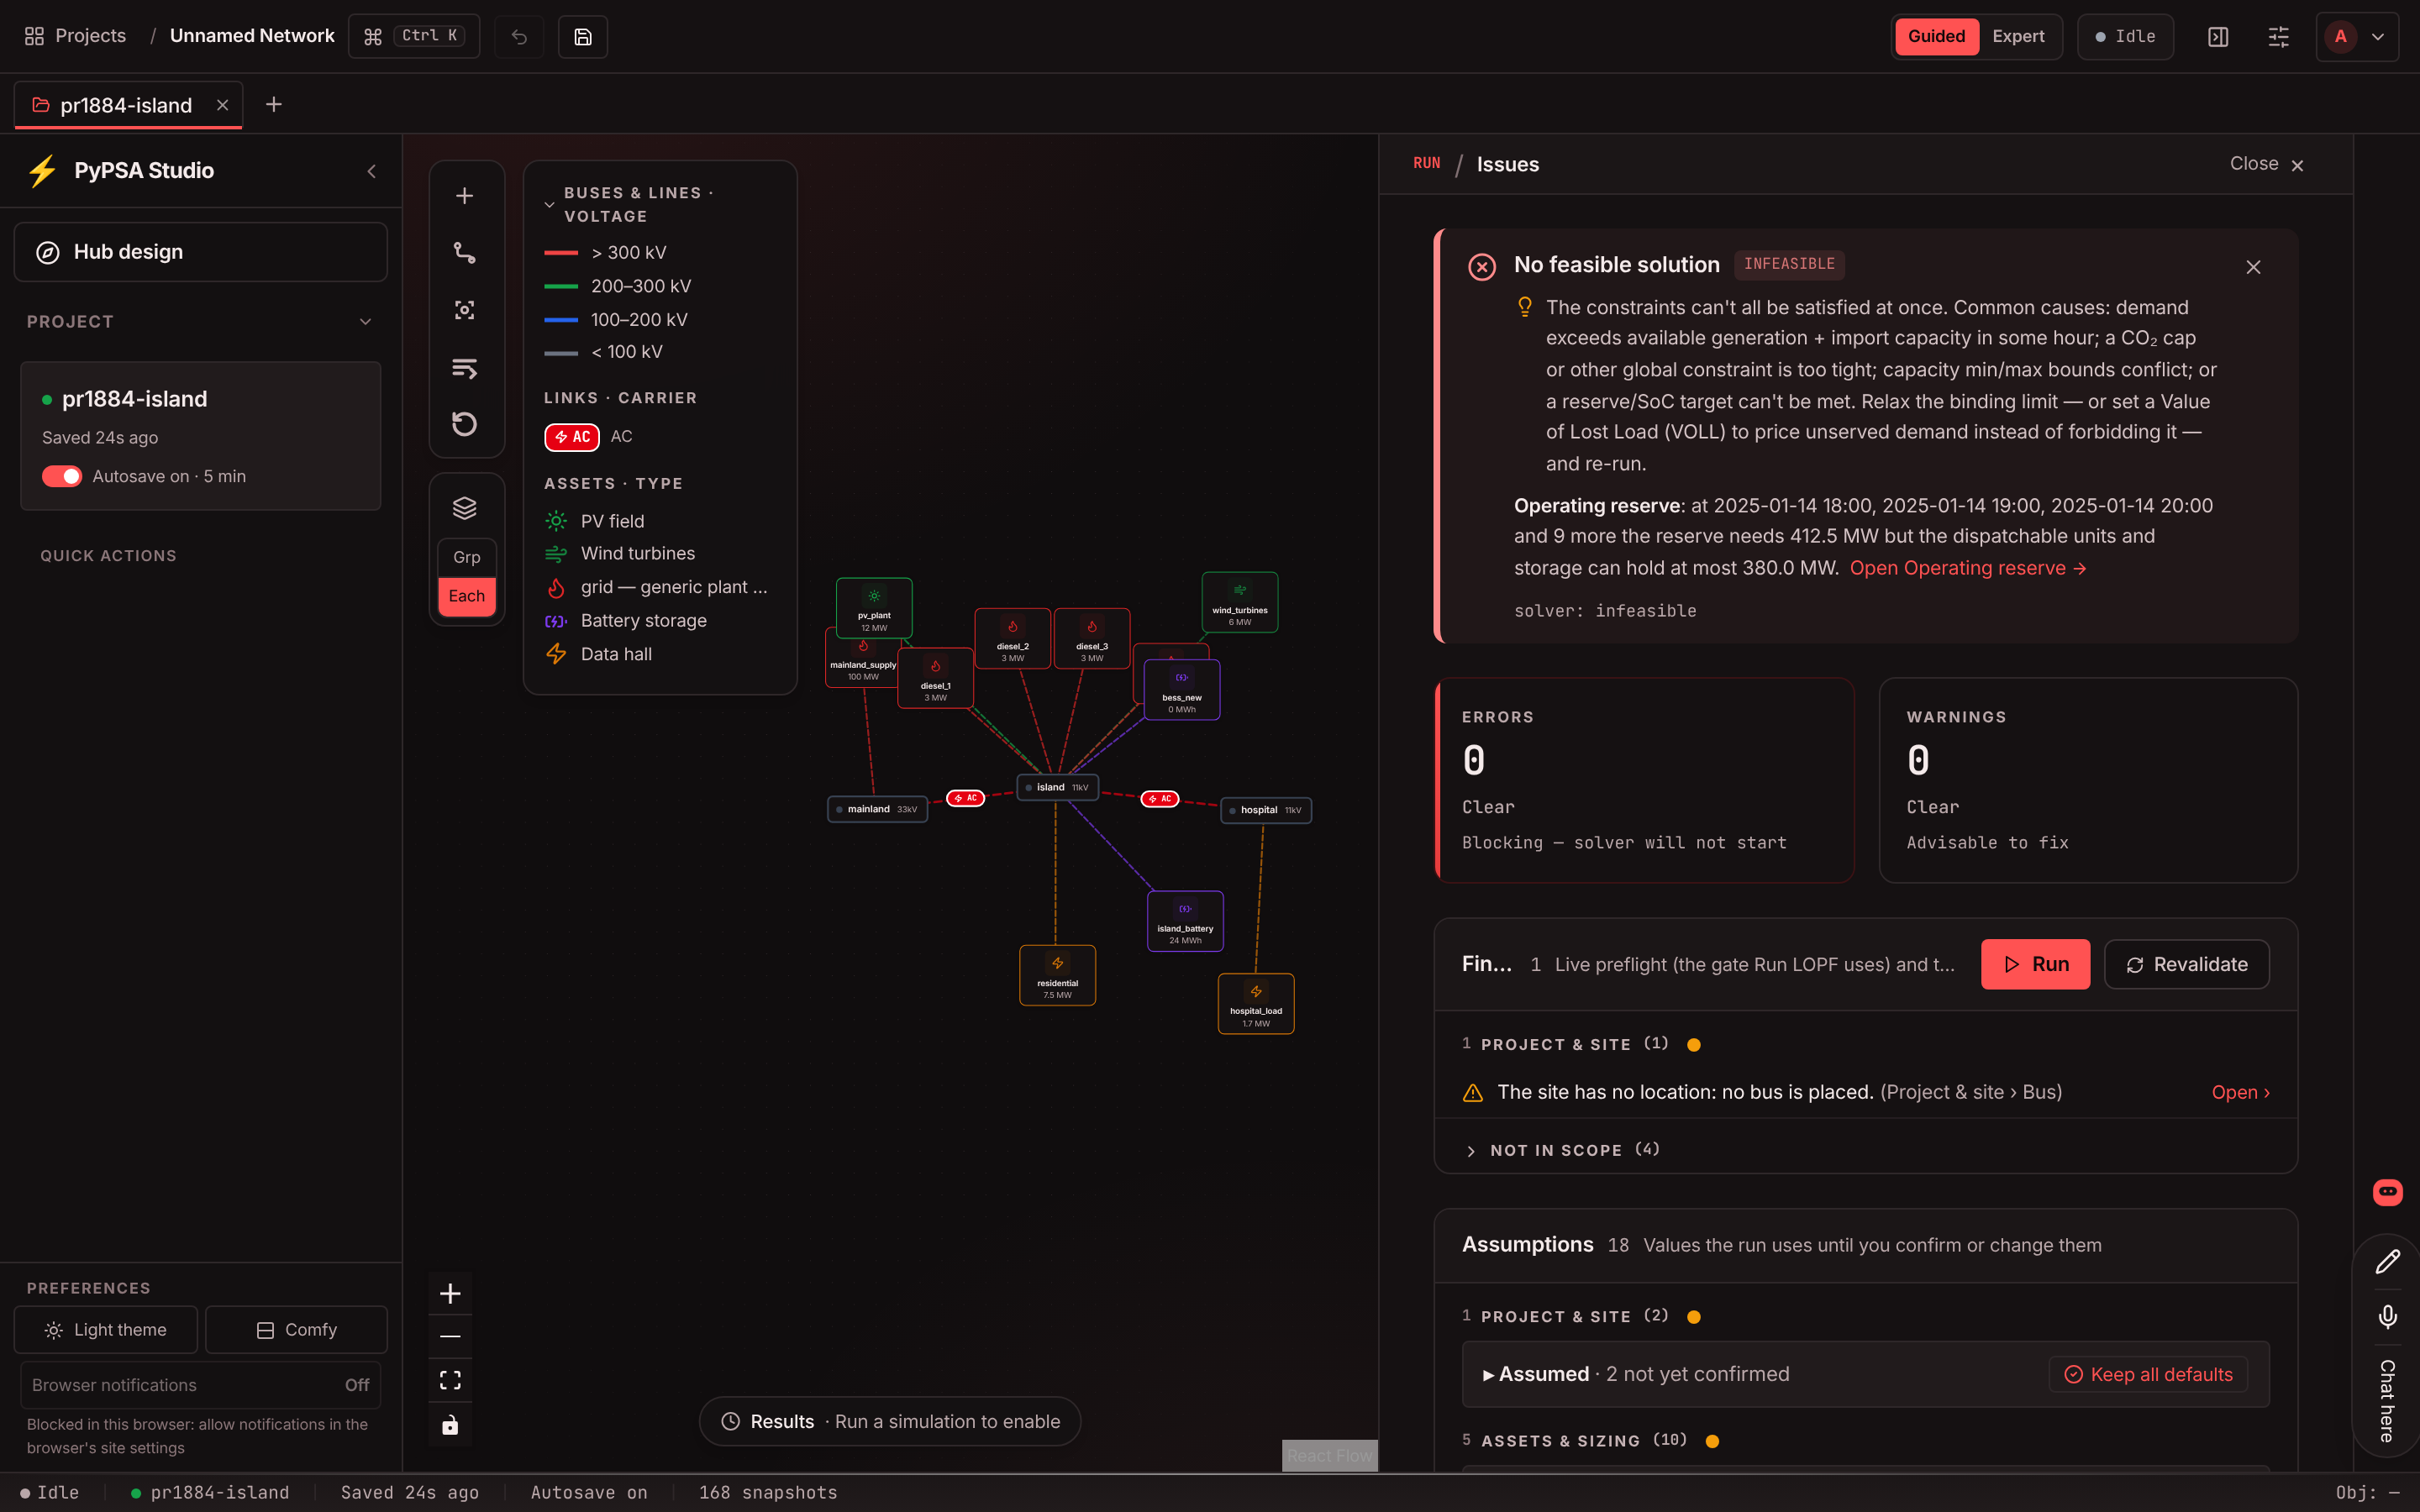 Projects / Unnamed Network
Ctrl K
Guided
Expert
Idle
A
pr1884-island
PyPSA Studio
Hub design
PROJECT
pr1884-island
Saved 24s ago
Autosave on · 5 min
QUICK ACTIONS
PREFERENCES
Light theme
Comfy
Browser notifications
Off
Blocked in this browser: allow notifications in the
browser's site settings
Grp
Each
BUSES & LINES ·
VOLTAGE
> 300 kV
200–300 kV
100–200 kV
< 100 kV
LINKS · CARRIER
AC
AC
ASSETS · TYPE
PV field
Wind turbines
grid — generic plant ...
Battery storage
Data hall
pv_plant
12 MW
mainland_supply
100 MW
diesel_1
3 MW
diesel_2
3 MW
diesel_3
3 MW
wind_turbines
6 MW
bess_new
0 MWh
mainland 33kV
AC
island 11kV
AC
hospital 11kV
island_battery
24 MWh
residential
7.5 MW
hospital_load
1.7 MW
Results · Run a simulation to enable
React Flow
RUN / Issues
Close
No feasible solution
INFEASIBLE
The constraints can't all be satisfied at once. Common causes: demand
exceeds available generation + import capacity in some hour; a CO₂ cap
or other global constraint is too tight; capacity min/max bounds conflict; or
a reserve/SoC target can't be met. Relax the binding limit — or set a Value
of Lost Load (VOLL) to price unserved demand instead of forbidding it —
and re-run.
Operating reserve: at 2025-01-14 18:00, 2025-01-14 19:00, 2025-01-14 20:00
and 9 more the reserve needs 412.5 MW but the dispatchable units and
storage can hold at most 380.0 MW. Open Operating reserve →
solver: infeasible
ERRORS
0
Clear
Blocking — solver will not start
WARNINGS
0
Clear
Advisable to fix
Fin... 1 Live preflight (the gate Run LOPF uses) and t...
Run
Revalidate
1 PROJECT & SITE (1)
The site has no location: no bus is placed. (Project & site › Bus)
Open ›
NOT IN SCOPE (4)
Assumptions 18 Values the run uses until you confirm or change them
1 PROJECT & SITE (2)
▸ Assumed · 2 not yet confirmed
Keep all defaults
5 ASSETS & SIZING (10)
Chat here
Idle
pr1884-island
Saved 24s ago
Autosave on
168 snapshots
Obj: —